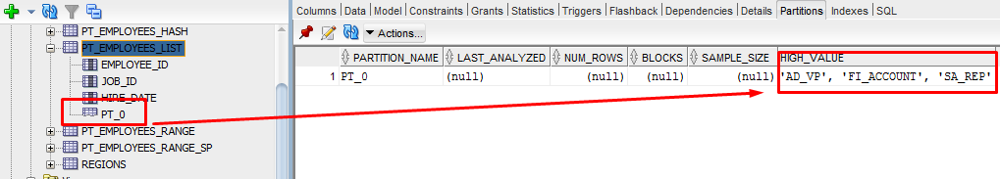 PT_EMPLOYEES_HASH
PT_EMPLOYEES_LIST
EMPLOYEE_ID
JOB_ID
HIRE_DATE
PT_0
PT_EMPLOYEES_RANGE
PT_EMPLOYEES_RANGE_SP
REGIONS
Columns Data Model Constraints Grants Statistics Triggers Flashback Dependencies Details Partitions Indexes SQL
Actions...
PARTITION_NAME LAST_ANALYZED NUM_ROWS BLOCKS SAMPLE_SIZE HIGH_VALUE
1 PT_0 (null) (null) (null) (null) 'AD_VP', 'FI_ACCOUNT', 'SA_REP'